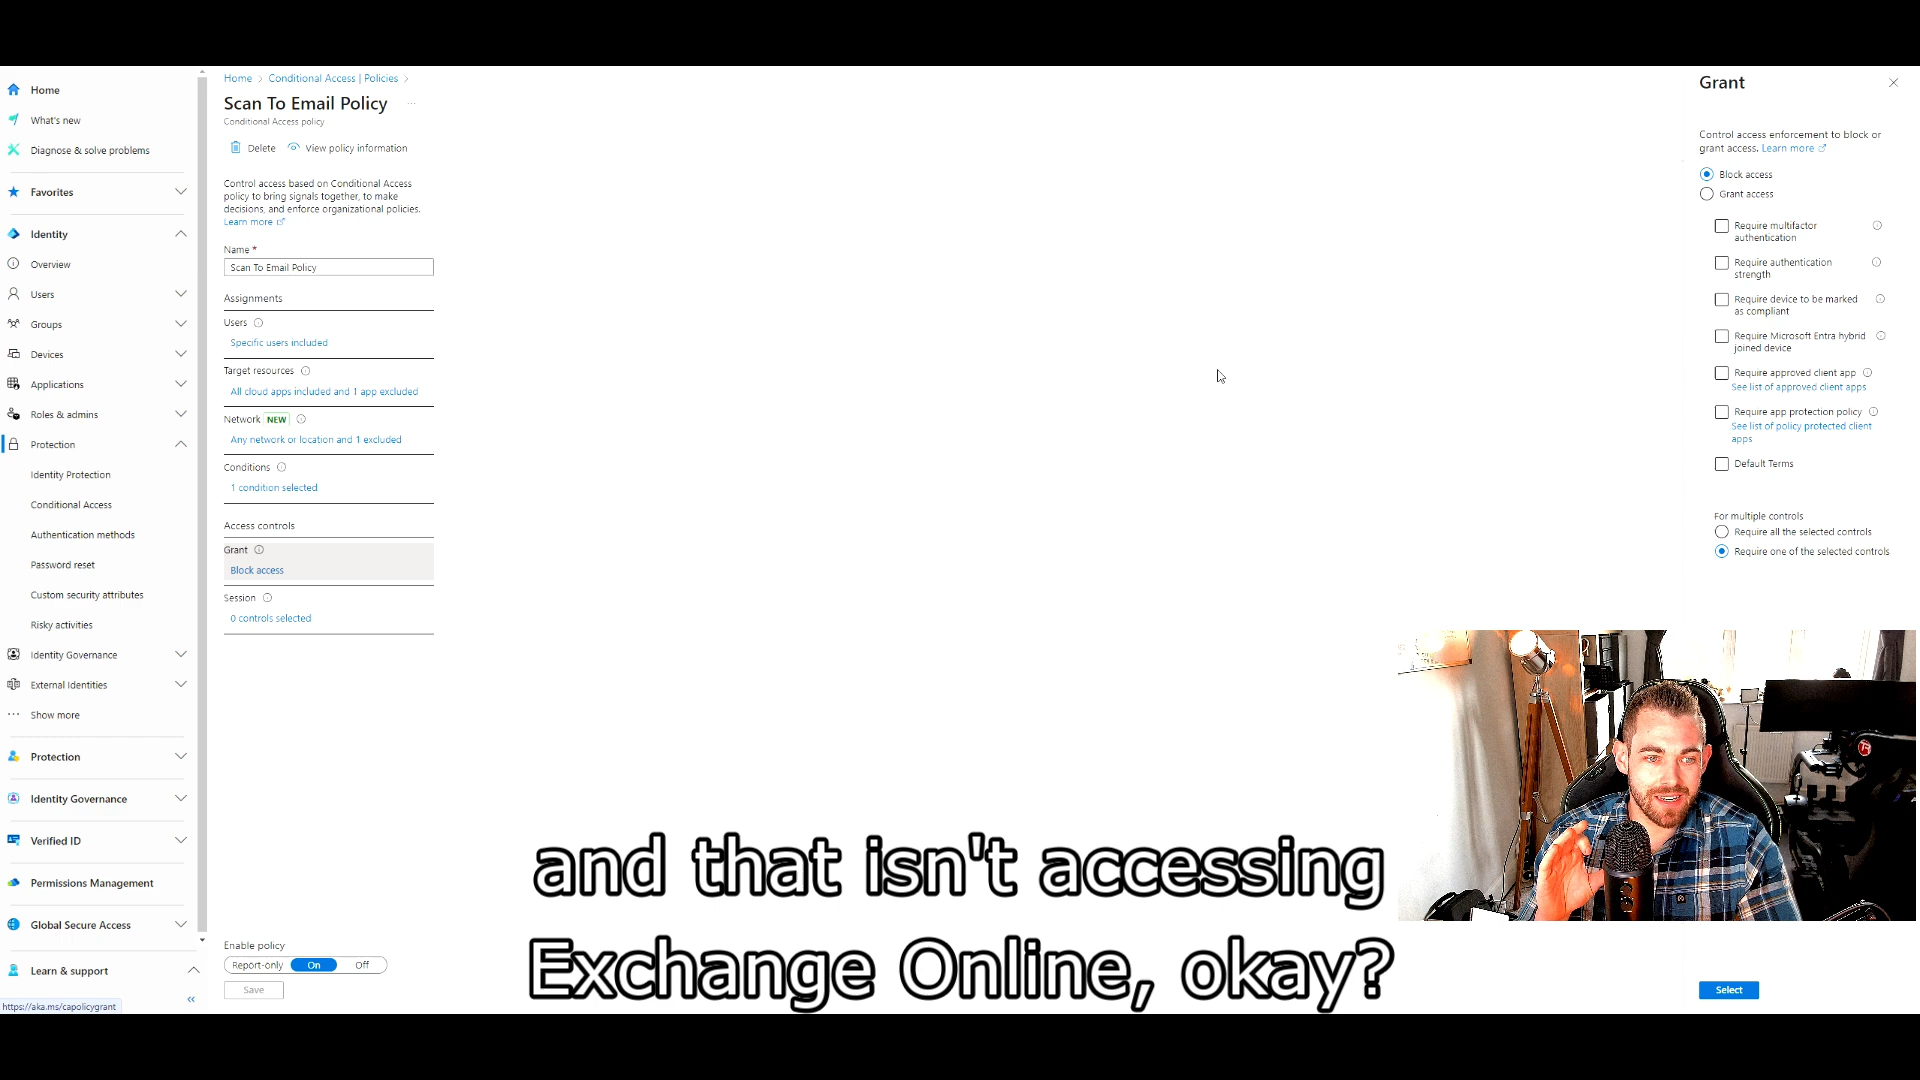 Home
What's new
Diagnose & solve problems
Favorites
Identity
Overview
Users
Groups
Devices
Applications
Roles & admins
Protection
Identity Protection
Conditional Access
Authentication methods
Password reset
Custom security attributes
Risky activities
Identity Governance
External Identities
Show more
Protection
Identity Governance
Verified ID
Permissions Management
Global Secure Access
Learn & support
https://aka.ms/capolicygrant
Home > Conditional Access | Policies >
Scan To Email Policy ...
Conditional Access policy
Delete View policy information
Control access based on Conditional Access
policy to bring signals together, to make
decisions, and enforce organizational policies.
Learn more
Name *
Scan To Email Policy
Assignments
Users
Specific users included
Target resources
All cloud apps included and 1 app excluded
Network NEW
Any network or location and 1 excluded
Conditions
1 condition selected
Access controls
Grant
Block access
Session
0 controls selected
Enable policy
Report-only On Off
Save
Grant
Control access enforcement to block or
grant access. Learn more
Block access
Grant access
Require multifactor
authentication
Require authentication
strength
Require device to be marked
as compliant
Require Microsoft Entra hybrid
joined device
Require approved client app
See list of approved client apps
Require app protection policy
See list of policy protected client
apps
Default Terms
For multiple controls
Require all the selected controls
Require one of the selected controls
Select
and that isn't accessing
Exchange Online, okay?